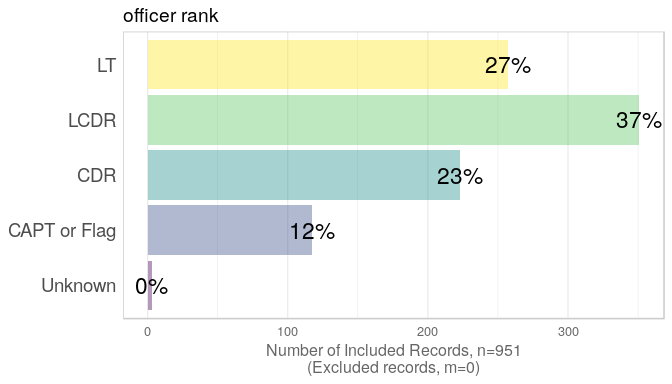 officer rank
LT
27%
LCDR
37%
CDR
23%
CAPT or Flag
12%
Unknown
0%
0 100 200 300
Number of Included Records, n=951
(Excluded records, m=0)